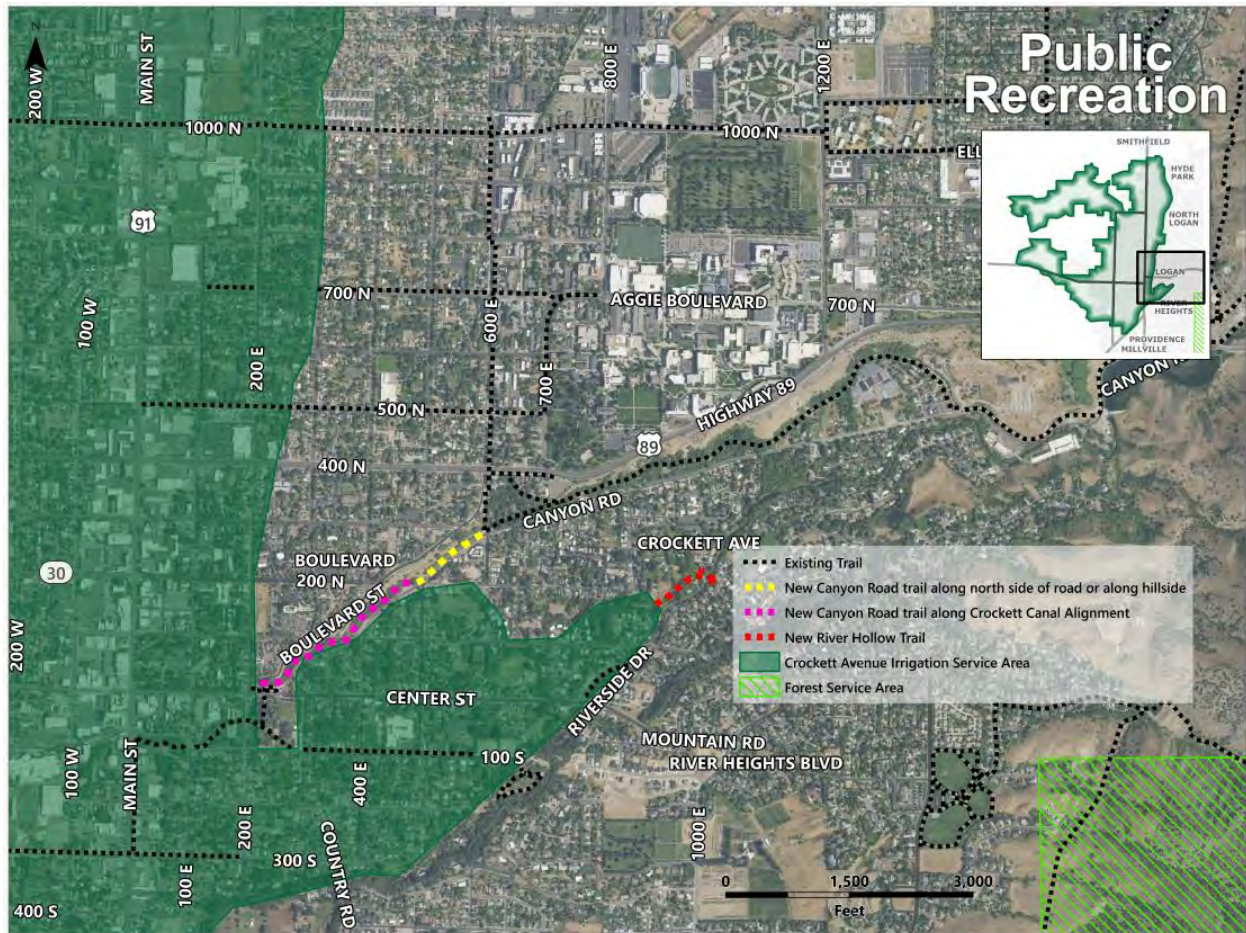 Public
Recreation
N
200 W
MAIN ST
800 E
1200 E
1000 N
1000 N
SMITHFIELD
HYDE
PARK
NORTH
LOGAN
LOGAN
RIVER
HEIGHTS
PROVIDENCE
MILLVILLE
91
700 N
AGGIE BOULEVARD
700 N
100 W
600 E
200 E
700 E
500 N
HIGHWAY 89
89
400 N
CANYON RD
30
BOULEVARD
200 N
BOULEVARD ST
CROCKETT AVE
Existing Trail
New Canyon Road trail along north side of road or along hillside
New Canyon Road trail along Crockett Canal Alignment
New River Hollow Trail
Crockett Avenue Irrigation Service Area
Forest Service Area
200 W
CENTER ST
RIVERSIDE DR
MOUNTAIN RD
RIVER HEIGHTS BLVD
100 S
100 W
MAIN ST
400 E
200 E
COUNTRY RD
300 S
100 E
1000 E
400 S
0 1,500 3,000
Feet